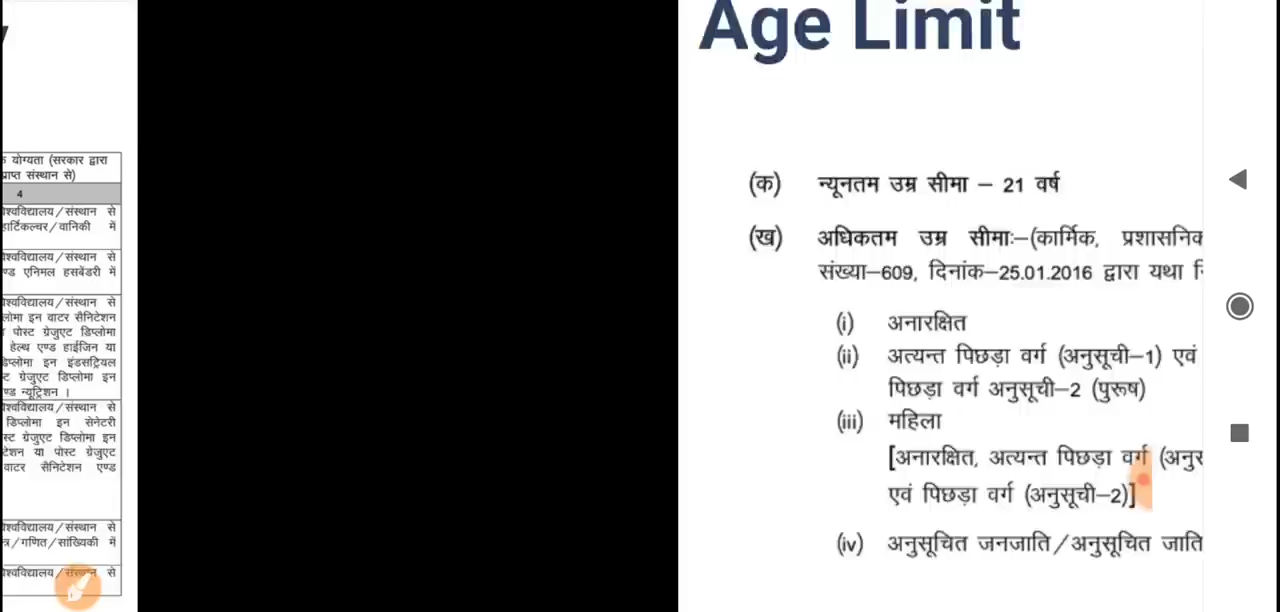 योग्यता (सरकार द्वारा
प्राप्त संस्थान से)
4
विश्वविद्यालय/संस्थान से
हार्टिकल्चर/वानिकी में
विश्वविद्यालय/संस्थान से
एण्ड एनिमल हसबेंडरी में
विश्वविद्यालय/संस्थान से
इन वाटर सैनिटेशन
पोस्ट ग्रेजुएट डिप्लोमा
हेल्थ एण्ड हाईजिन या
डिप्लोमा इन इंडसट्रियल
ग्रेजुएट डिप्लोमा इन
एण्ड न्यूट्रिशन ।
विश्वविद्यालय/संस्थान से
डिप्लोमा इन सेनेटरी
ग्रेजुएट डिप्लोमा इन
या पोस्ट ग्रेजुएट
वाटर सैनिटेशन एण्ड
विश्वविद्यालय/संस्थान से
/गणित/सांख्यिकी में
विश्वविद्यालय/संस्थान से
Age Limit
(क) न्यूनतम उम्र सीमा – 21 वर्ष
(ख) अधिकतम उम्र सीमाः–(कार्मिक, प्रशासनिक
संख्या–609, दिनांक–25.01.2016 द्वारा यथा
(i) अनारक्षित
(ii) अत्यन्त पिछड़ा वर्ग (अनुसूची–1) एवं
पिछड़ा वर्ग अनुसूची–2 (पुरूष)
(iii) महिला
[अनारक्षित, अत्यन्त पिछड़ा वर्ग
एवं पिछड़ा वर्ग (अनुसूची–2)]
(iv) अनुसूचित जनजाति/अनुसूचित जाति